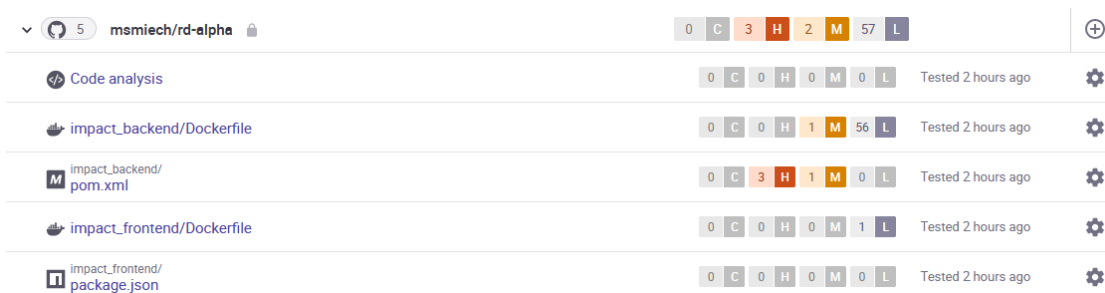 5 msmiech/rd-alpha 0 C 3 H 2 M 57 L
Code analysis 0 C 0 H 0 M 0 L Tested 2 hours ago
impact_backend/Dockerfile 0 C 0 H 1 M 56 L Tested 2 hours ago
impact_backend/
M pom.xml 0 C 3 H 1 M 0 L Tested 2 hours ago
impact_frontend/Dockerfile 0 C 0 H 0 M 1 L Tested 2 hours ago
impact_frontend/
package.json 0 C 0 H 0 M 0 L Tested 2 hours ago